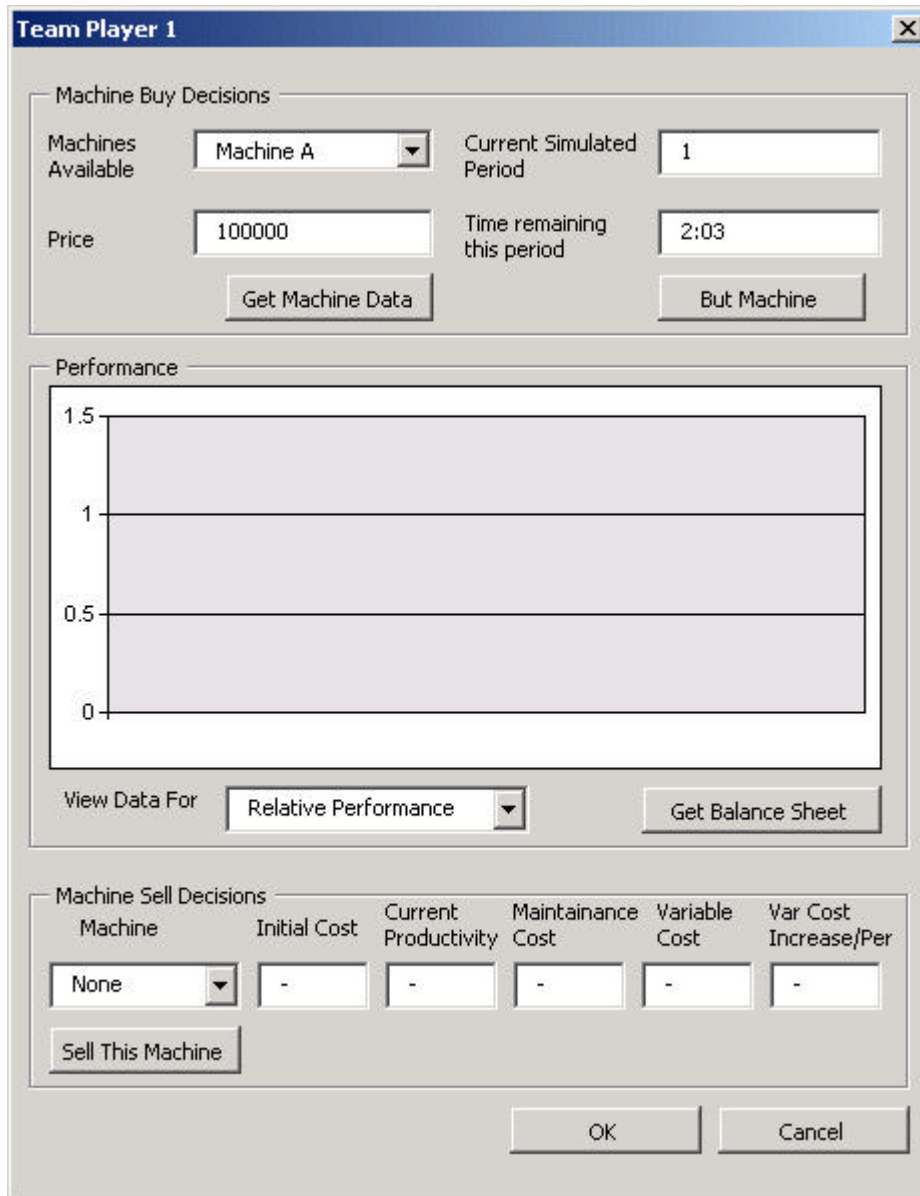 Team Player 1
Machine Buy Decisions
Machines
Available
Machine A
Current Simulated
Period
1
Price
100000
Time remaining
this period
2:03
Get Machine Data
But Machine
Performance
1.5
1
0.5
0
View Data For
Relative Performance
Get Balance Sheet
Machine Sell Decisions
Machine
Initial Cost
Current
Productivity
Maintainance
Cost
Variable
Cost
Var Cost
Increase/Per
None
-
-
-
-
-
Sell This Machine
OK
Cancel